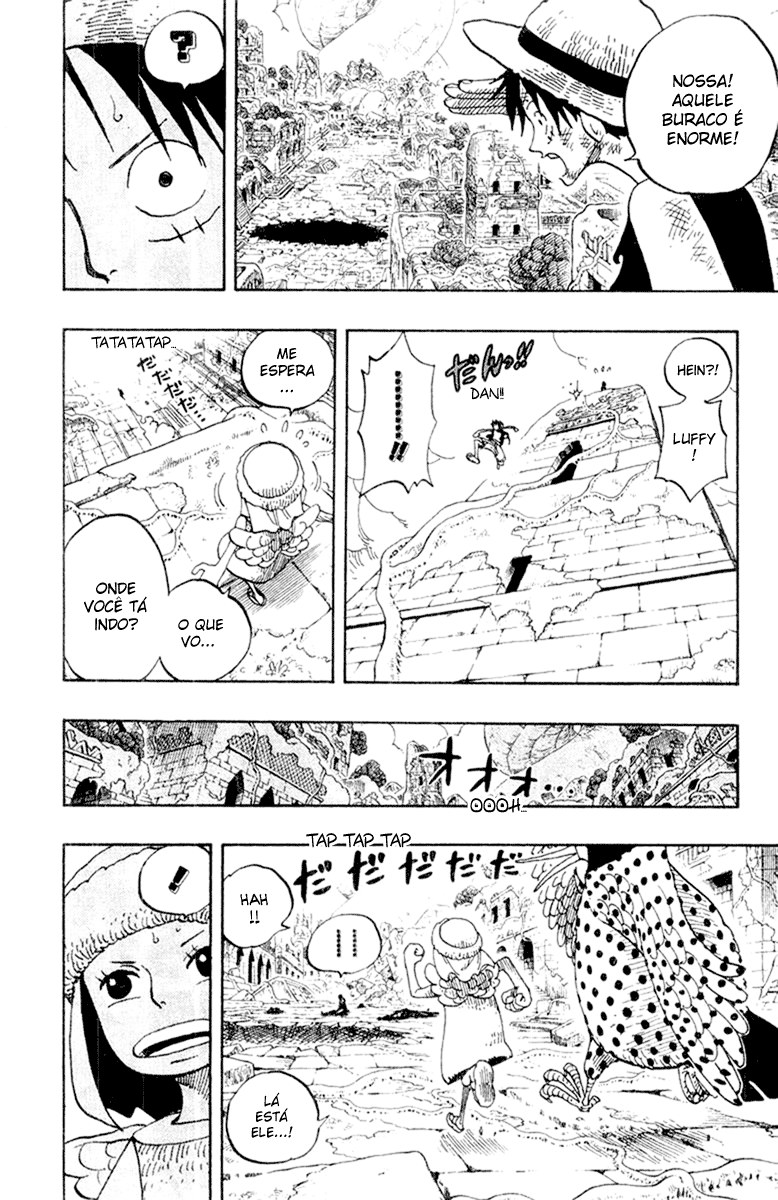 NOSSA!
AQUELE
BURACO É
ENORME!
?
HEIN?!
LUFFY
!
だんっ!!
DAN!!
........!!
ME
ESPERA
...
TATATATAP...
だだだだ...
O QUE
VO...
ONDE
VOCÊ TÁ
INDO?
オオオ...
OOOH...
TAP TAP TAP
だだだだだ
HAH
!!
!!
LÁ
ESTÁ
ELE...!
!